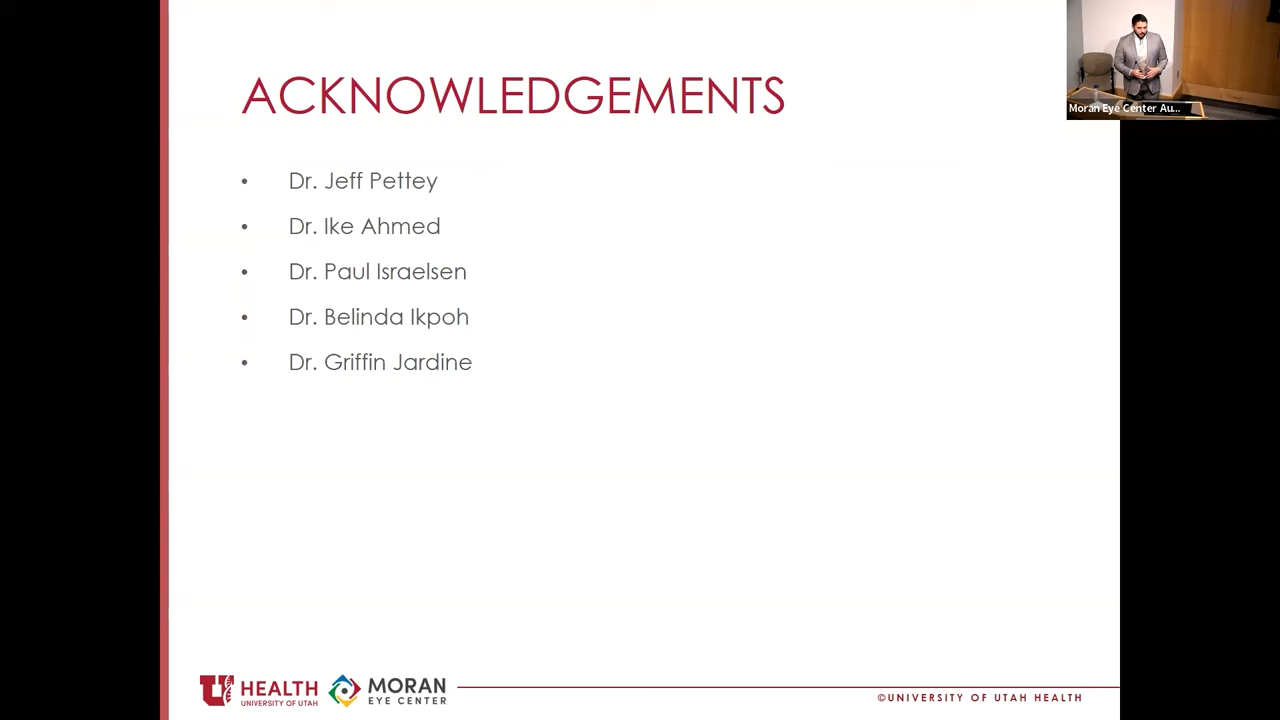 ACKNOWLEDGEMENTS
Moran Eye Center Au...
• Dr. Jeff Pettey
• Dr. Ike Ahmed
• Dr. Paul Israelsen
• Dr. Belinda Ikpoh
• Dr. Griffin Jardine
U HEALTH
UNIVERSITY OF UTAH
MORAN
EYE CENTER
©UNIVERSITY OF UTAH HEALTH